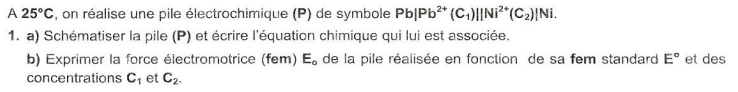 A 25°C, on réalise une pile électrochimique (P) de symbole Pb|Pb²⁺ (C₁)||Ni²⁺(C₂)|Ni.
1. a) Schématiser la pile (P) et écrire l'équation chimique qui lui est associée.
b) Exprimer la force électromotrice (fem) Eₒ de la pile réalisée en fonction de sa fem standard E° et des
concentrations C₁ et C₂.